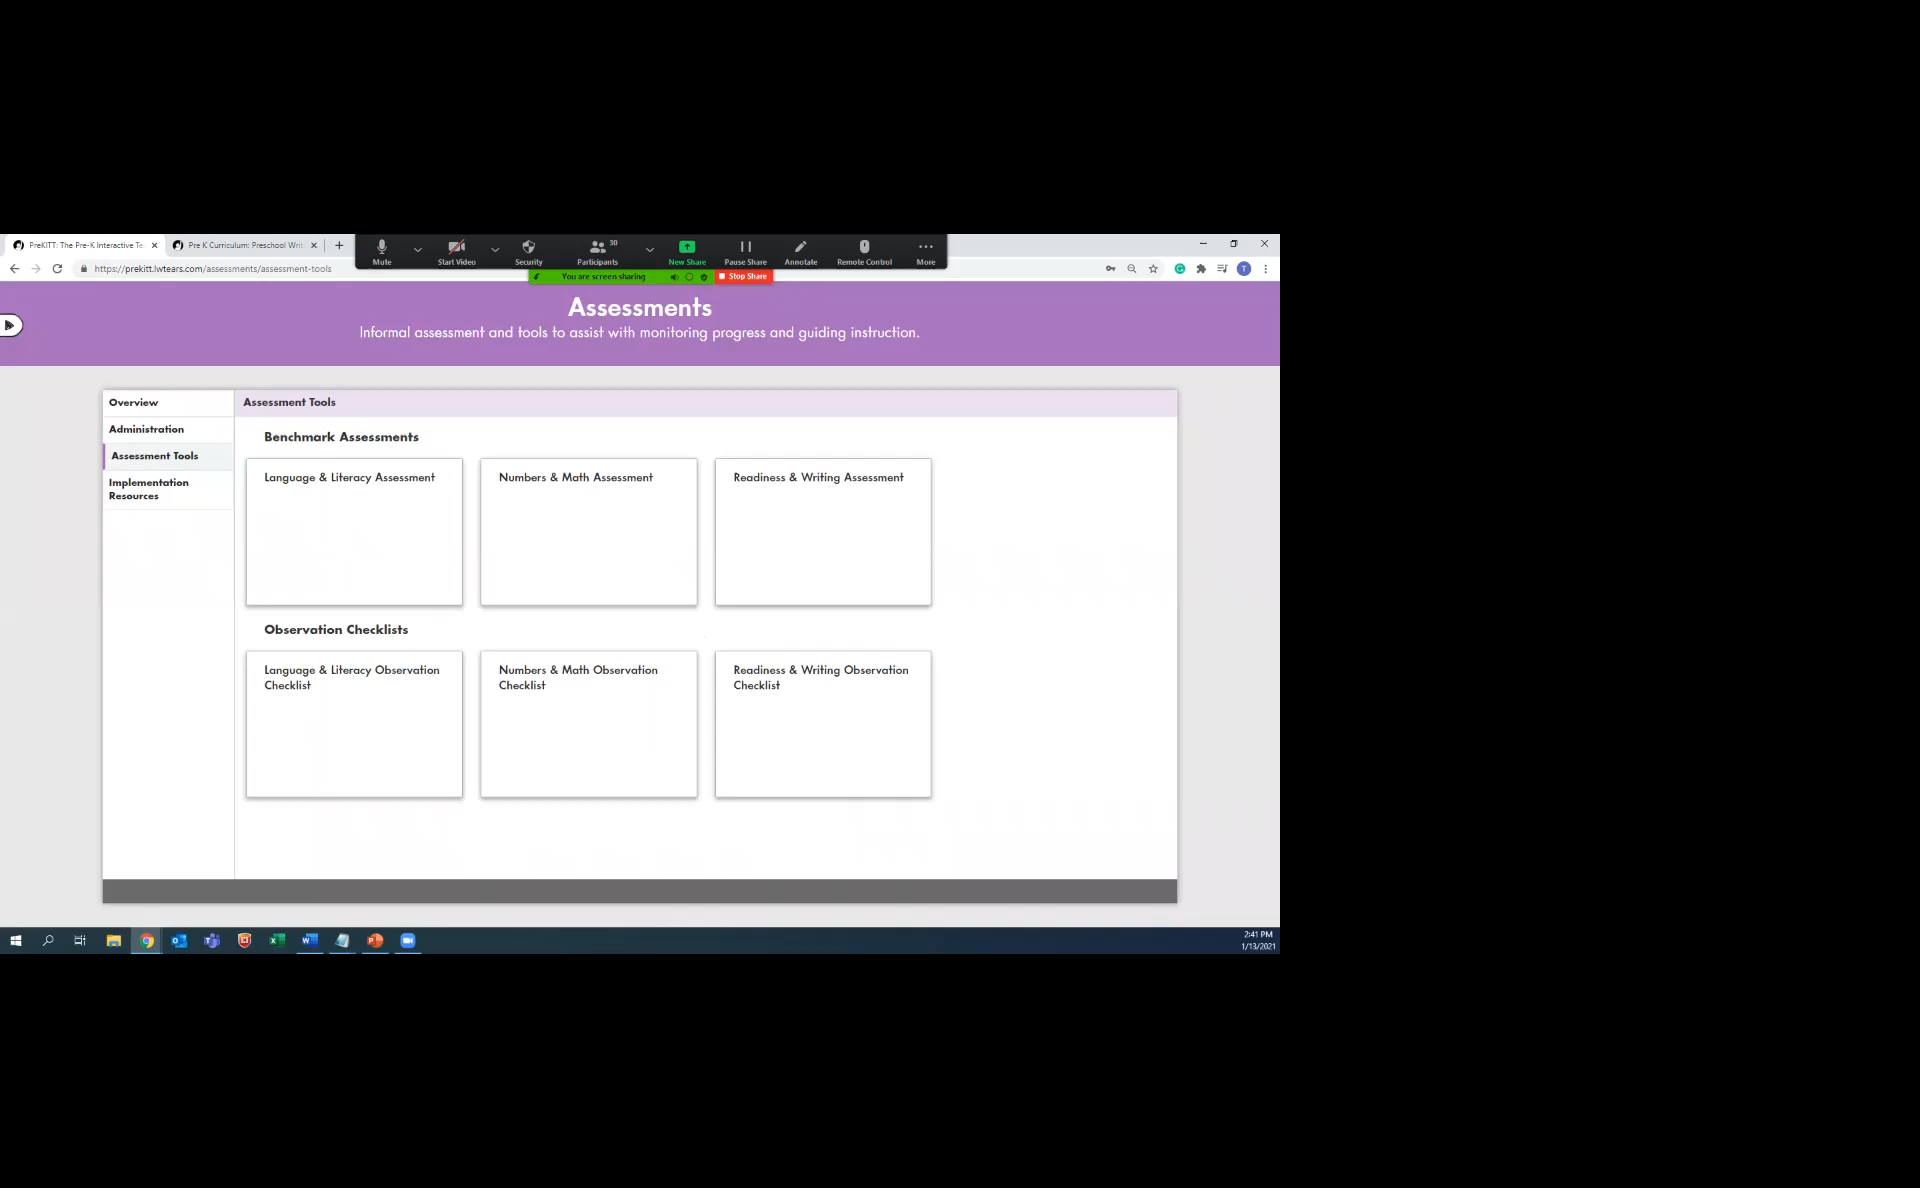 PreKITT: The Pre-K Interactive Te
Pre K Curriculum: Preschool Writ
Mute
Start Video
Security
30
Participants
New Share
Pause Share
Annotate
Remote Control
More
https://prekitt.lwtears.com/assessments/assessment-tools
You are screen sharing
Stop Share
T
Assessments
Informal assessment and tools to assist with monitoring progress and guiding instruction.
Overview
Administration
Assessment Tools
Implementation
Resources
Assessment Tools
Benchmark Assessments
Language & Literacy Assessment
Numbers & Math Assessment
Readiness & Writing Assessment
Observation Checklists
Language & Literacy Observation
Checklist
Numbers & Math Observation
Checklist
Readiness & Writing Observation
Checklist
2:41 PM
1/13/2021